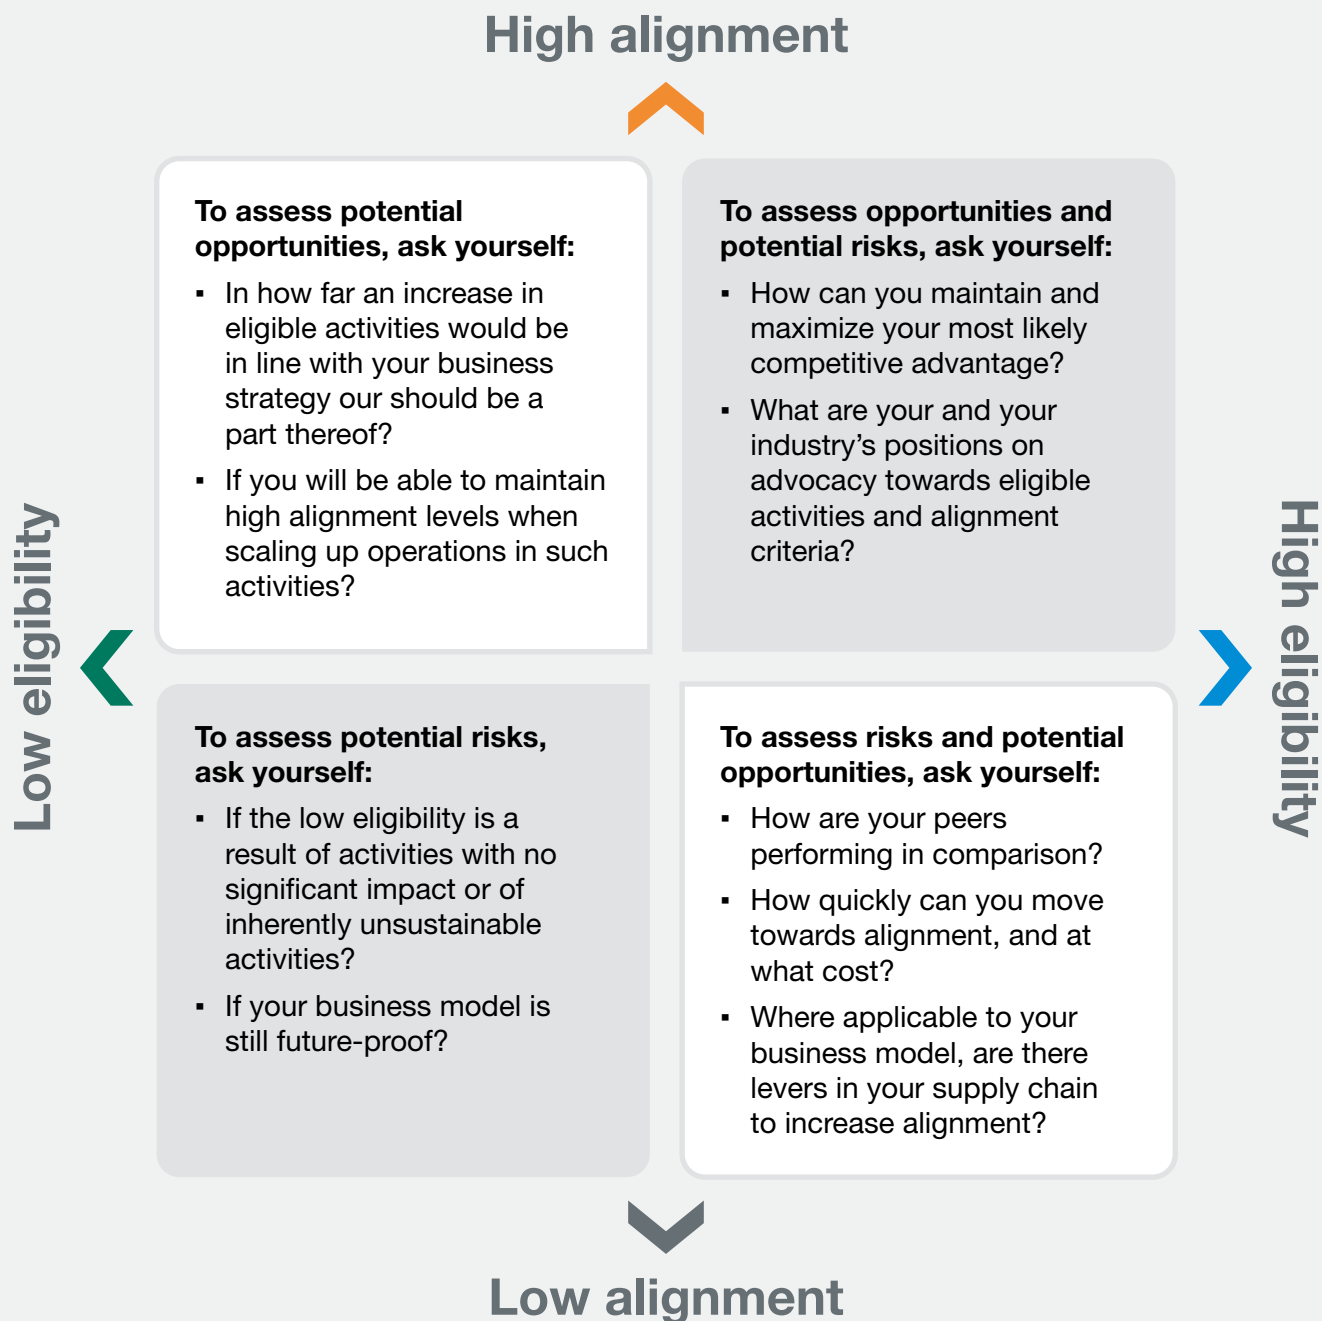 High alignment
To assess potential
opportunities, ask yourself:
▪ In how far an increase in
eligible activities would be
in line with your business
strategy our should be a
part thereof?
▪ If you will be able to maintain
high alignment levels when
scaling up operations in such
activities?
To assess opportunities and
potential risks, ask yourself:
▪ How can you maintain and
maximize your most likely
competitive advantage?
▪ What are your and your
industry’s positions on
advocacy towards eligible
activities and alignment
criteria?
Low eligibility
High eligibility
To assess potential risks,
ask yourself:
▪ If the low eligibility is a
result of activities with no
significant impact or of
inherently unsustainable
activities?
▪ If your business model is
still future-proof?
To assess risks and potential
opportunities, ask yourself:
▪ How are your peers
performing in comparison?
▪ How quickly can you move
towards alignment, and at
what cost?
▪ Where applicable to your
business model, are there
levers in your supply chain
to increase alignment?
Low alignment